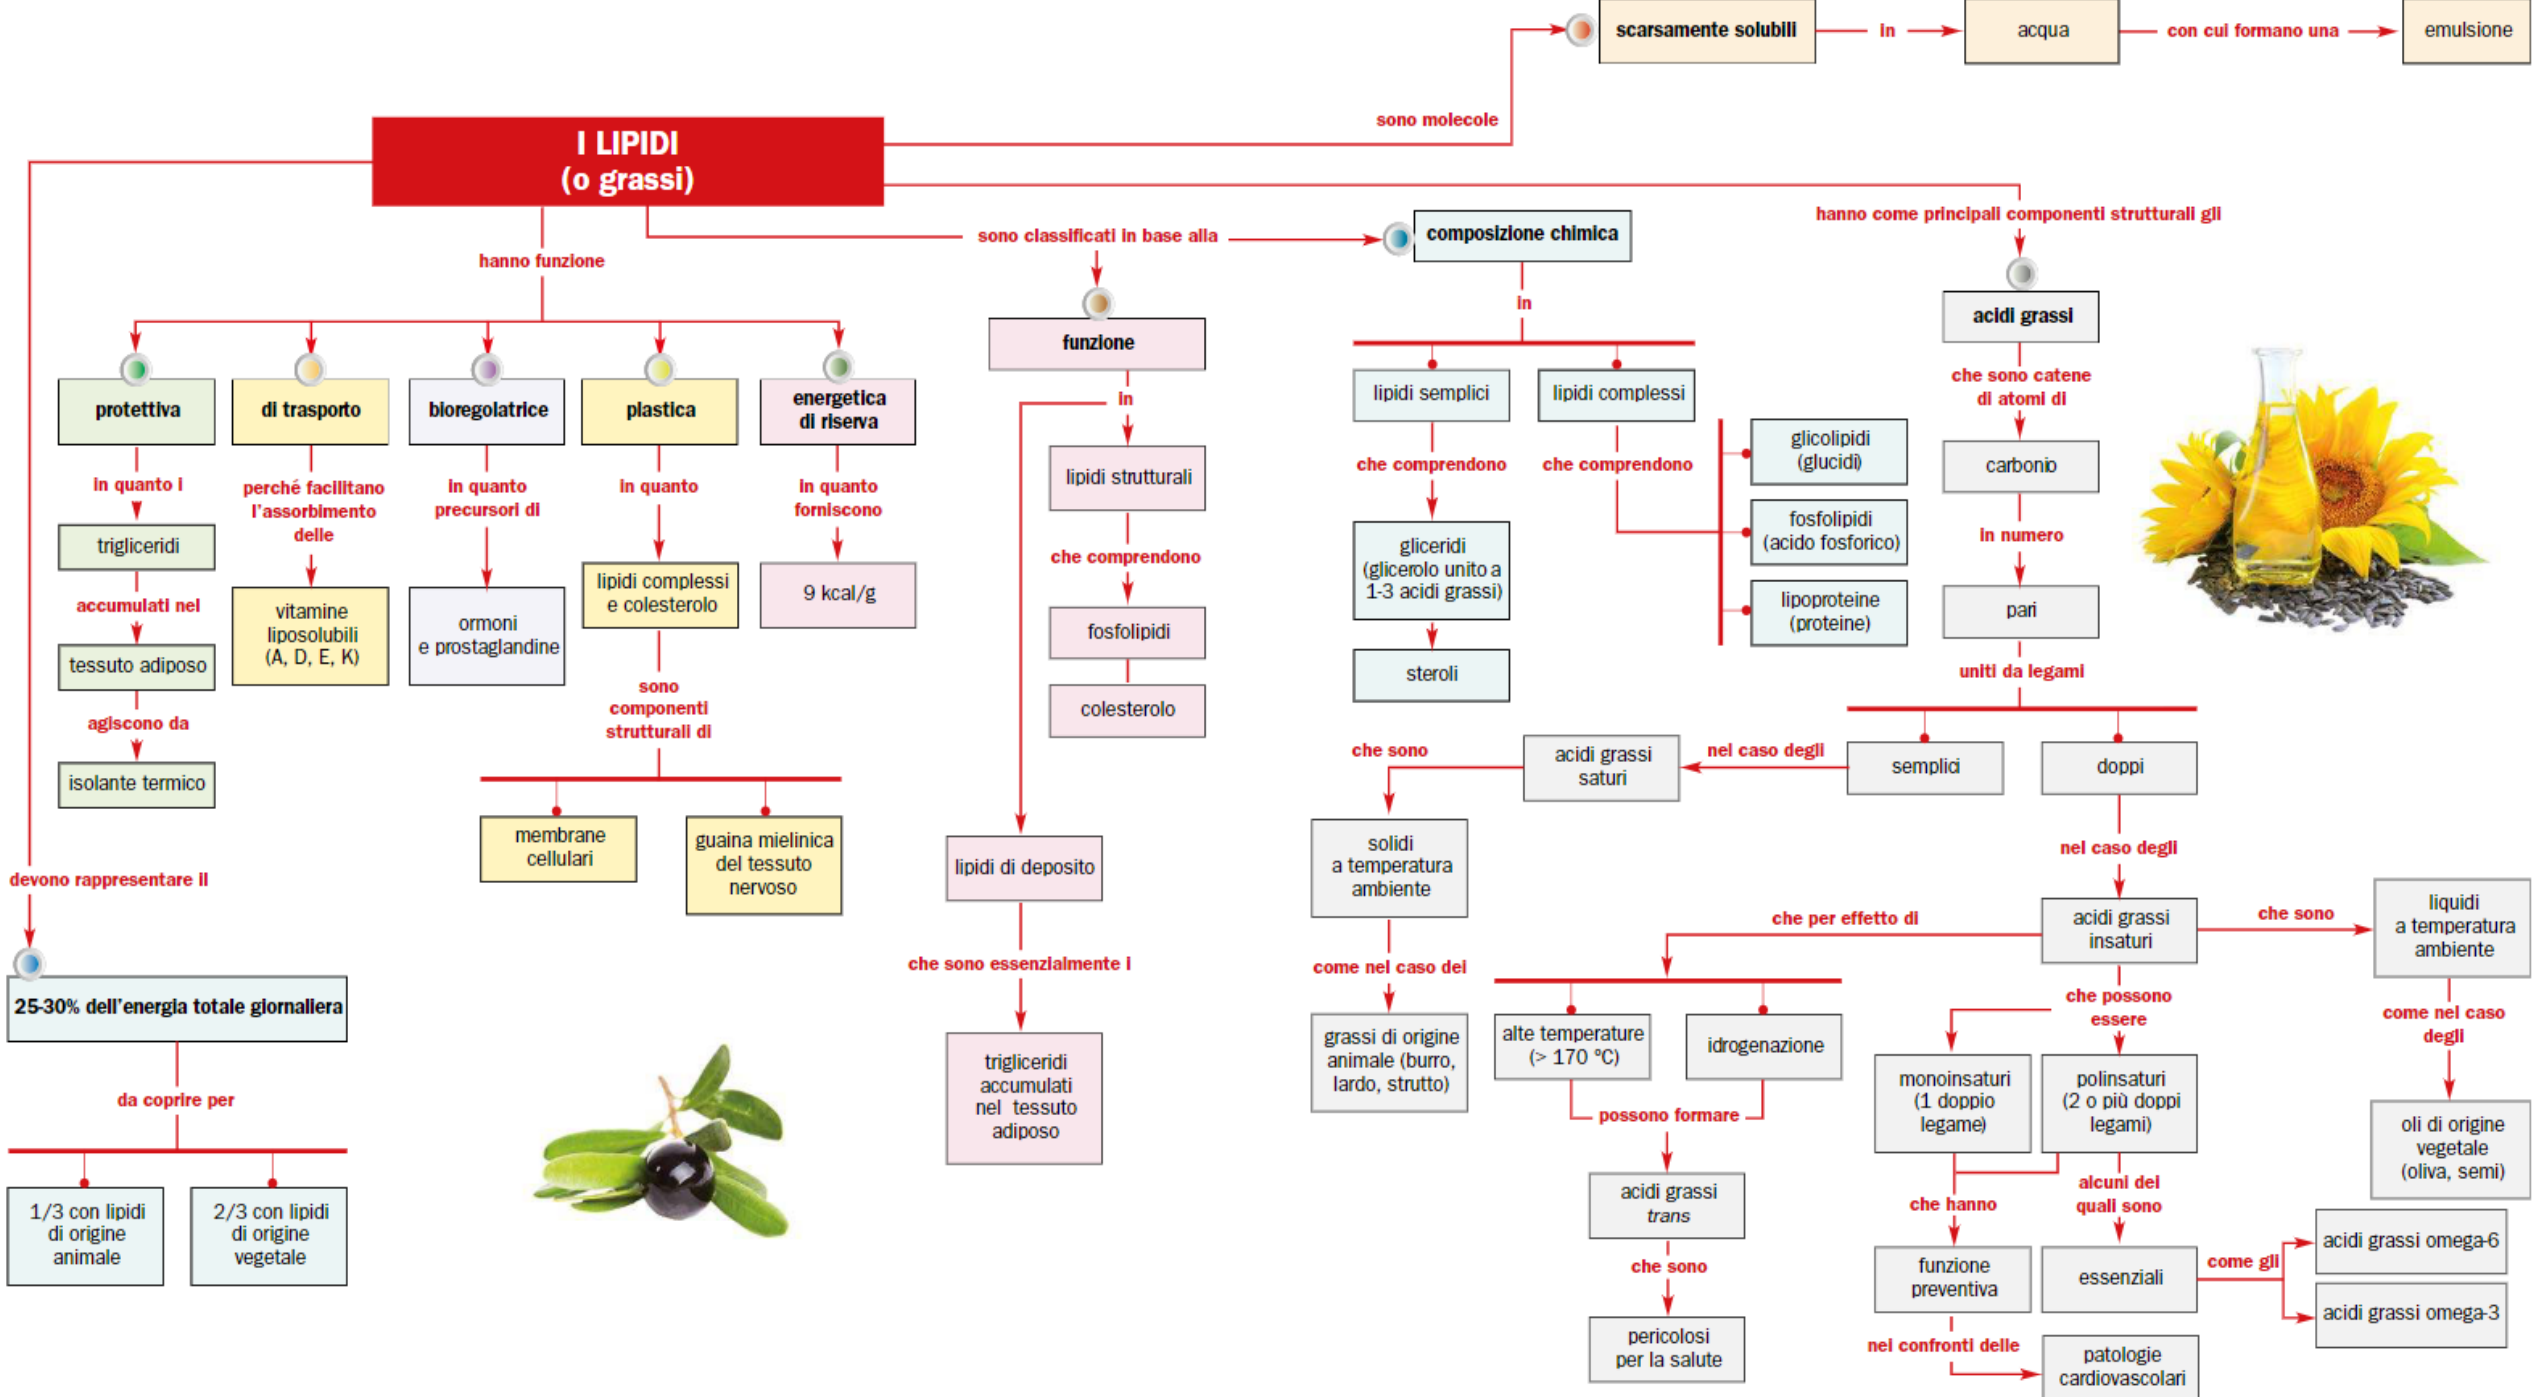 scarsamente solubili
in
acqua
con cui formano una
emulsione
sono molecole
I LIPIDI
(o grassi)
hanno funzione
protettiva
in quanto i
trigliceridi
accumulati nel
tessuto adiposo
agiscono da
isolante termico
di trasporto
perché facilitano
l'assorbimento
delle
vitamine
liposolubili
(A, D, E, K)
bioregolatrice
in quanto
precursori di
ormoni
e prostaglandine
plastica
in quanto
lipidi complessi
e colesterolo
sono
componenti
strutturali di
membrane
cellulari
guaina mielinica
del tessuto
nervoso
energetica
di riserva
in quanto
forniscono
9 kcal/g
devono rappresentare il
25-30% dell'energia totale giornaliera
da coprire per
1/3 con lipidi
di origine
animale
2/3 con lipidi
di origine
vegetale
sono classificati in base alla
funzione
in
lipidi strutturali
che comprendono
fosfolipidi
colesterolo
lipidi di deposito
che sono essenzialmente i
trigliceridi
accumulati
nel tessuto
adiposo
composizione chimica
in
lipidi semplici
che comprendono
gliceridi
(glicerolo unito a
1-3 acidi grassi)
steroli
lipidi complessi
che comprendono
glicolipidi
(glucidi)
fosfolipidi
(acido fosforico)
lipoproteine
(proteine)
hanno come principali componenti strutturali gli
acidi grassi
che sono catene
di atomi di
carbonio
in numero
pari
uniti da legami
semplici
nel caso degli
acidi grassi
saturi
che sono
solidi
a temperatura
ambiente
come nel caso dei
grassi di origine
animale (burro,
lardo, strutto)
doppi
nel caso degli
acidi grassi
insaturi
che sono
liquidi
a temperatura
ambiente
come nel caso
degli
oli di origine
vegetale
(oliva, semi)
che per effetto di
alte temperature
(> 170 °C)
idrogenazione
possono formare
acidi grassi
trans
che sono
pericolosi
per la salute
che possono
essere
monoinsaturi
(1 doppio
legame)
polinsaturi
(2 o più doppi
legami)
che hanno
funzione
preventiva
nei confronti delle
patologie
cardiovascolari
alcuni dei
quali sono
essenziali
come gli
acidi grassi omega-6
acidi grassi omega-3